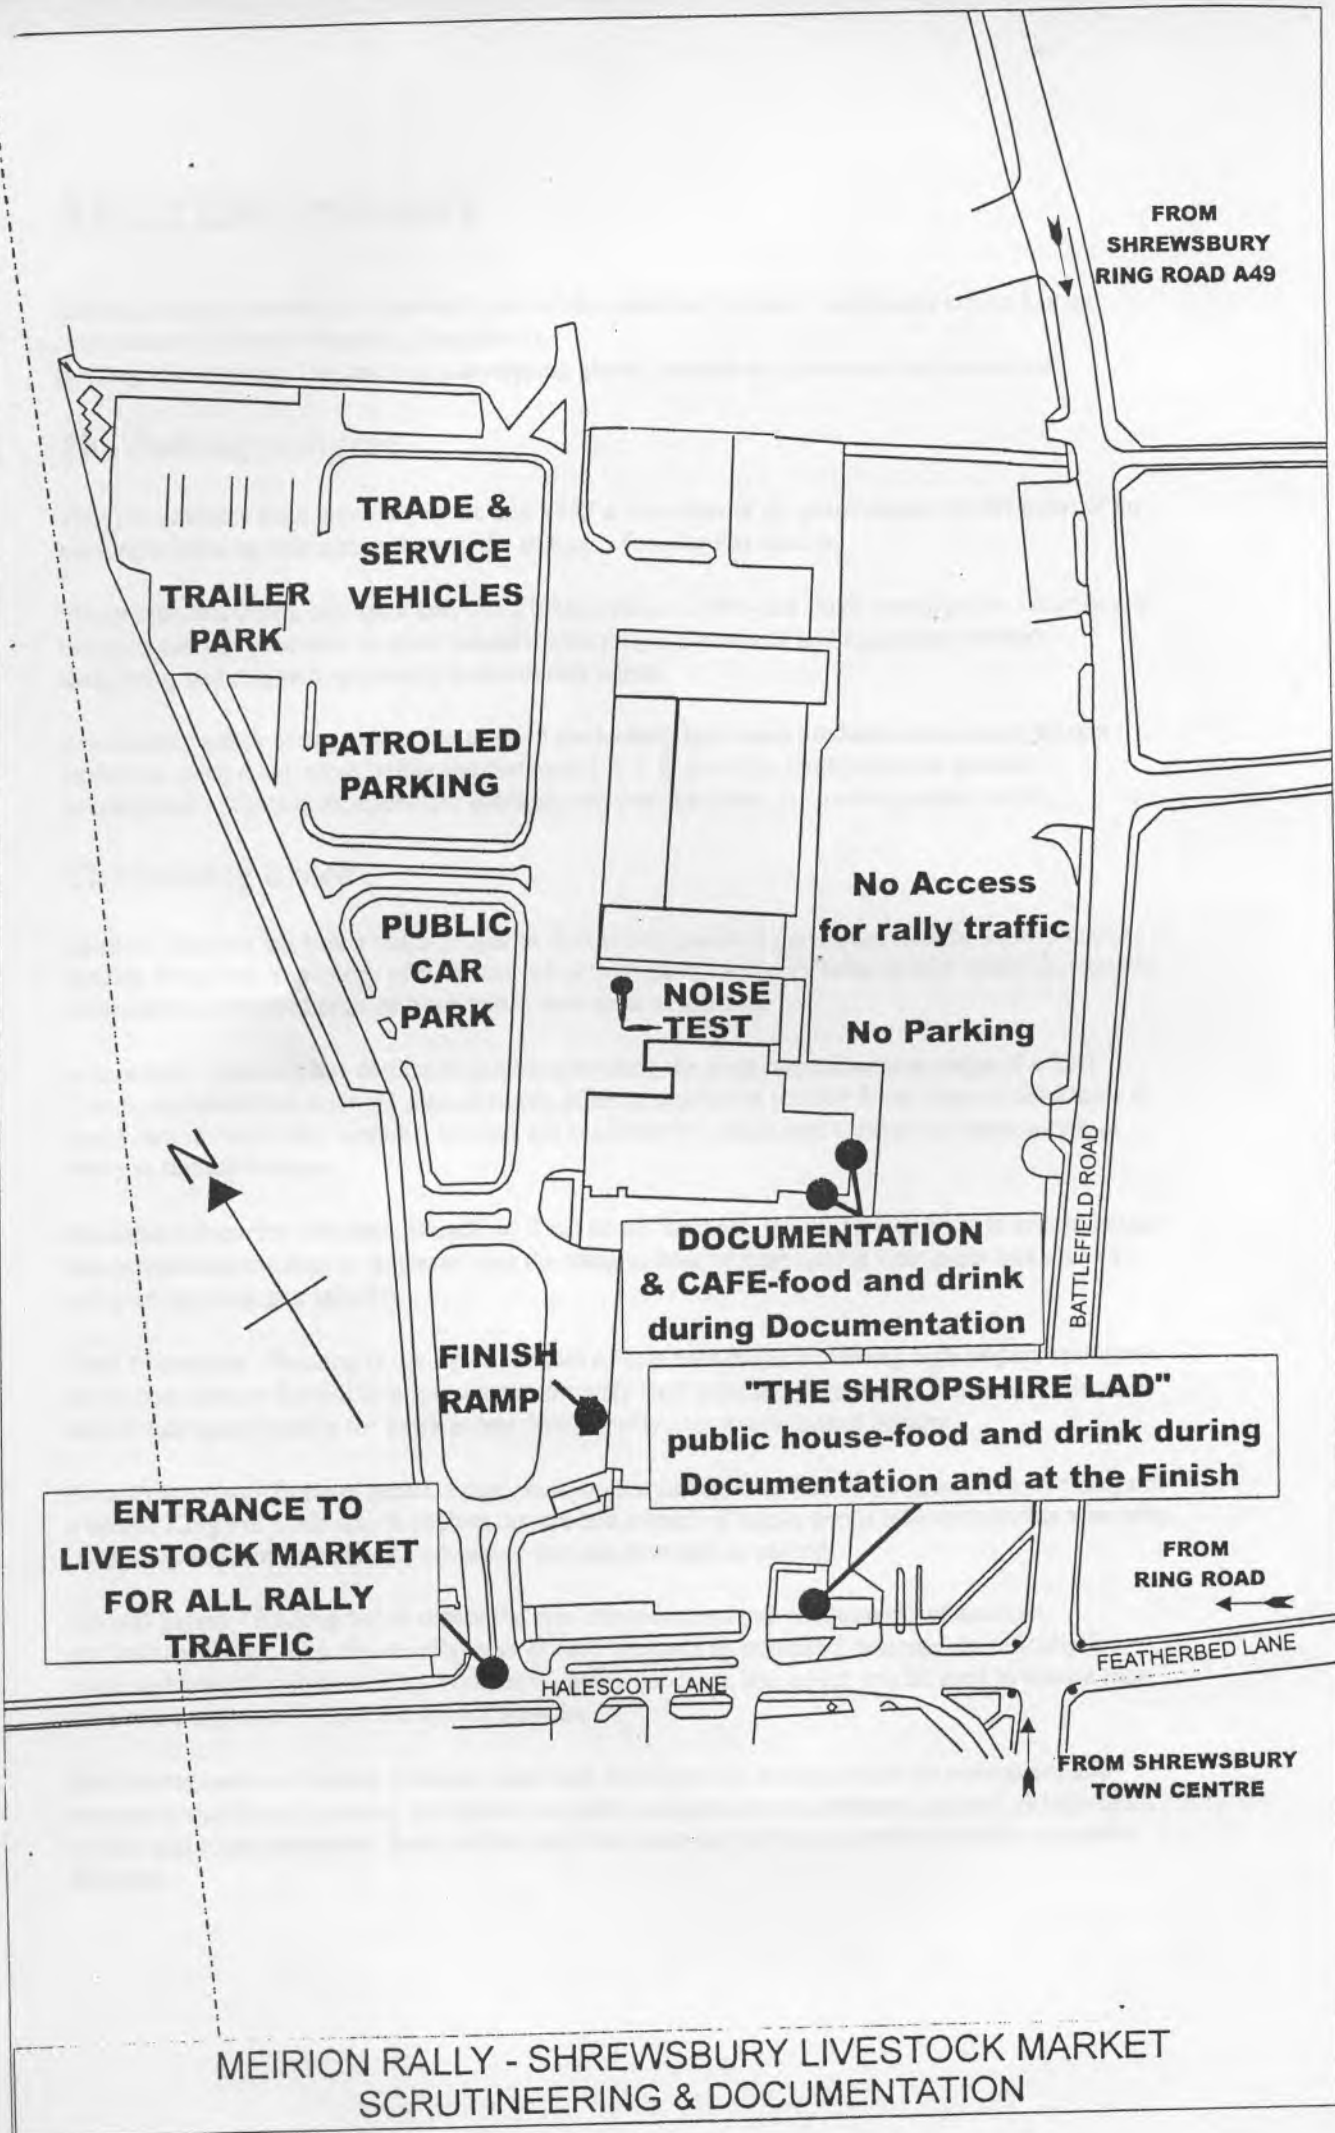 FROM
SHREWSBURY
RING ROAD A49
TRADE &
SERVICE
VEHICLES
TRAILER
PARK
PATROLLED
PARKING
No Access
for rally traffic
No Parking
PUBLIC
CAR
PARK
NOISE
TEST
N
BATTLEFIELD ROAD
DOCUMENTATION
& CAFE-food and drink
during Documentation
FINISH
RAMP
"THE SHROPSHIRE LAD"
public house-food and drink during
Documentation and at the Finish
ENTRANCE TO
LIVESTOCK MARKET
FOR ALL RALLY
TRAFFIC
FROM
RING ROAD
FEATHERBED LANE
HALESCOTT LANE
FROM SHREWSBURY
TOWN CENTRE
MEIRION RALLY - SHREWSBURY LIVESTOCK MARKET
SCRUTINEERING & DOCUMENTATION